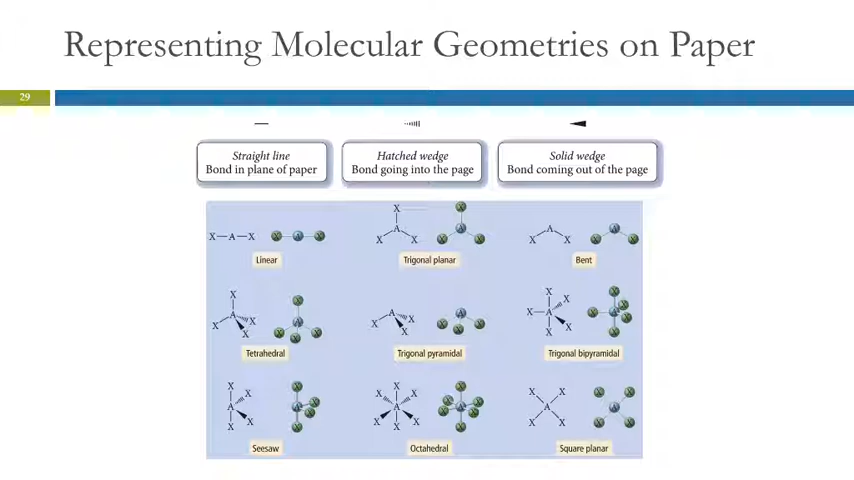 Representing Molecular Geometries on Paper
29
Straight line
Bond in plane of paper
Hatched wedge
Bond going into the page
Solid wedge
Bond coming out of the page
X—A—X X A X
Linear
X
A
X X
X
A
X X
Trigonal planar
A
X X
A
X X
Bent
X
A
X X
X
X
A
X X
X
Tetrahedral
A
X X
X
A
X X X
Trigonal pyramidal
X
X
X—A
X
X
X
X
X A X
X
X
Trigonal bipyramidal
X
X
A
X
X
X
A X
X
X
Seesaw
X
X X
A
X X
X
X
X X
A
X X
X
Octahedral
X X
A
X X
X X
A
X X
Square planar